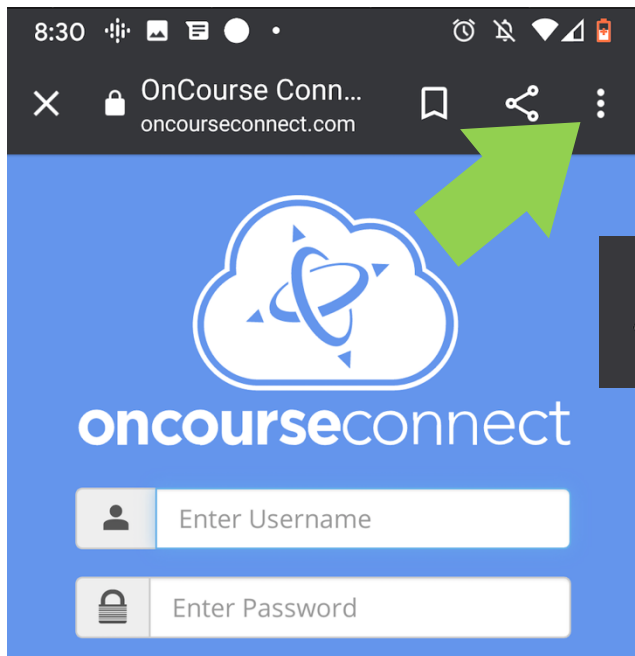 8:30
OnCourse Conn...
oncourseconnect.com
oncourseconnect
Enter Username
Enter Password